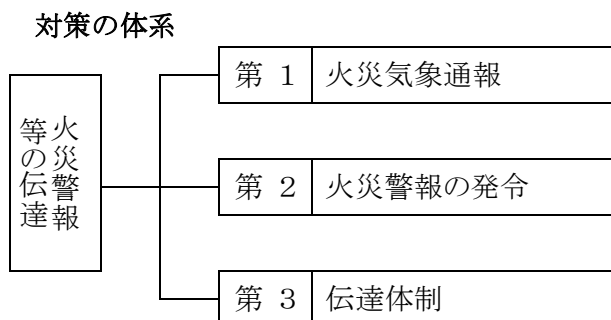 対策の体系
火災警報
等の伝達
第 1 火災気象通報
第 2 火災警報の発令
第 3 伝達体制